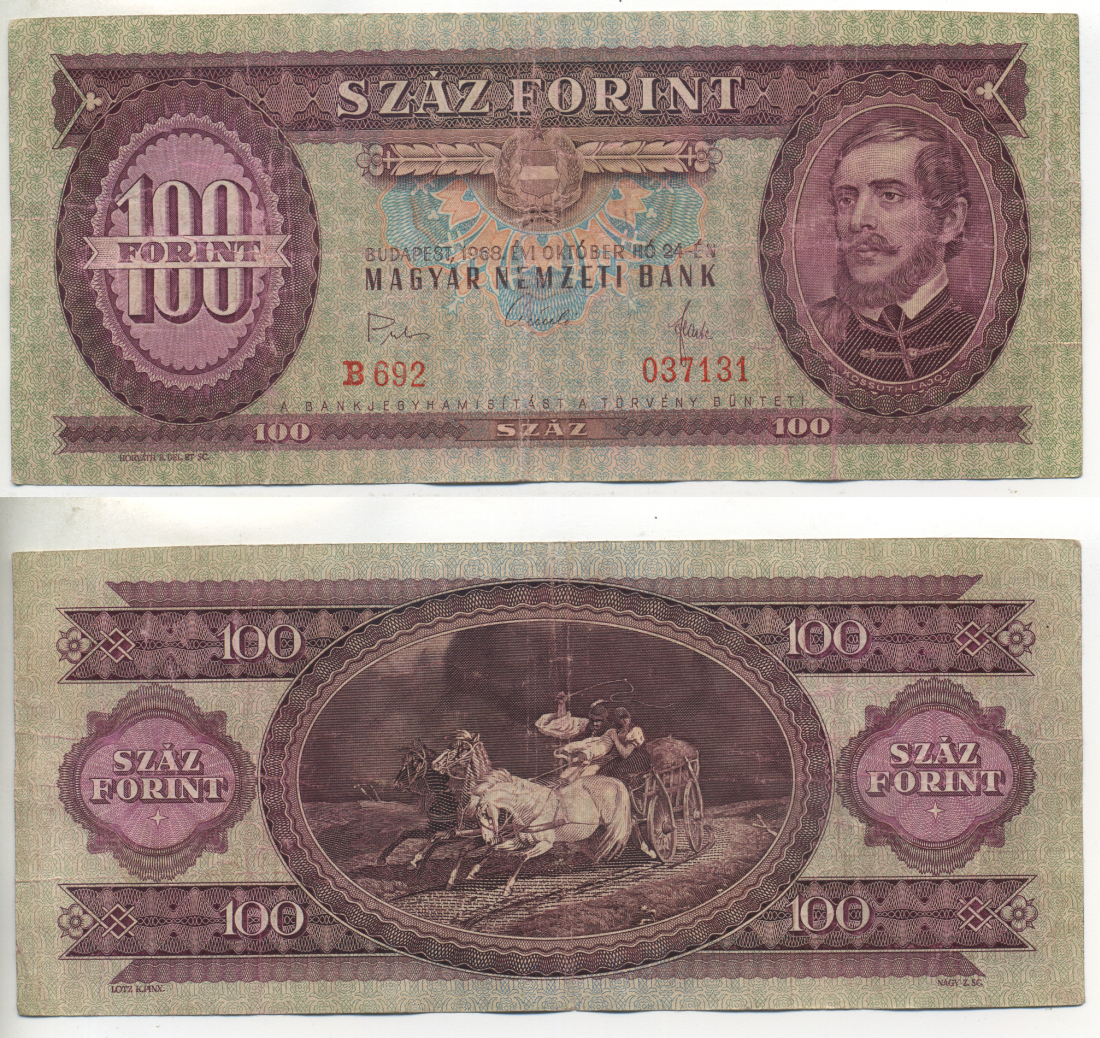 SZÁZ FORINT
100
FORINT
100
BUDAPEST, 1968. ÉVI OKTÓBER HÓ 24-ÉN
MAGYAR NEMZETI BANK
B 692
037131
KOSSUTH LAJOS
A BANKJEGYHAMISÍTÁST A TÖRVÉNY BÜNTETI
100
SZÁZ
100
HORVÁTH E. DEL. ET SC.
100
100
SZÁZ
FORINT
SZÁZ
FORINT
100
100
LOTZ K. PINX.
NAGY Z. SC.